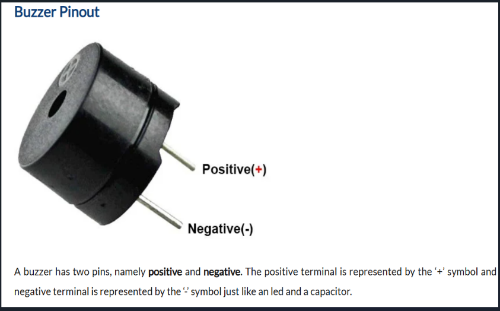 Buzzer Pinout
Positive(+)
Negative(-)
A buzzer has two pins, namely positive and negative. The positive terminal is represented by the '+' symbol and
negative terminal is represented by the '-' symbol just like an led and a capacitor.